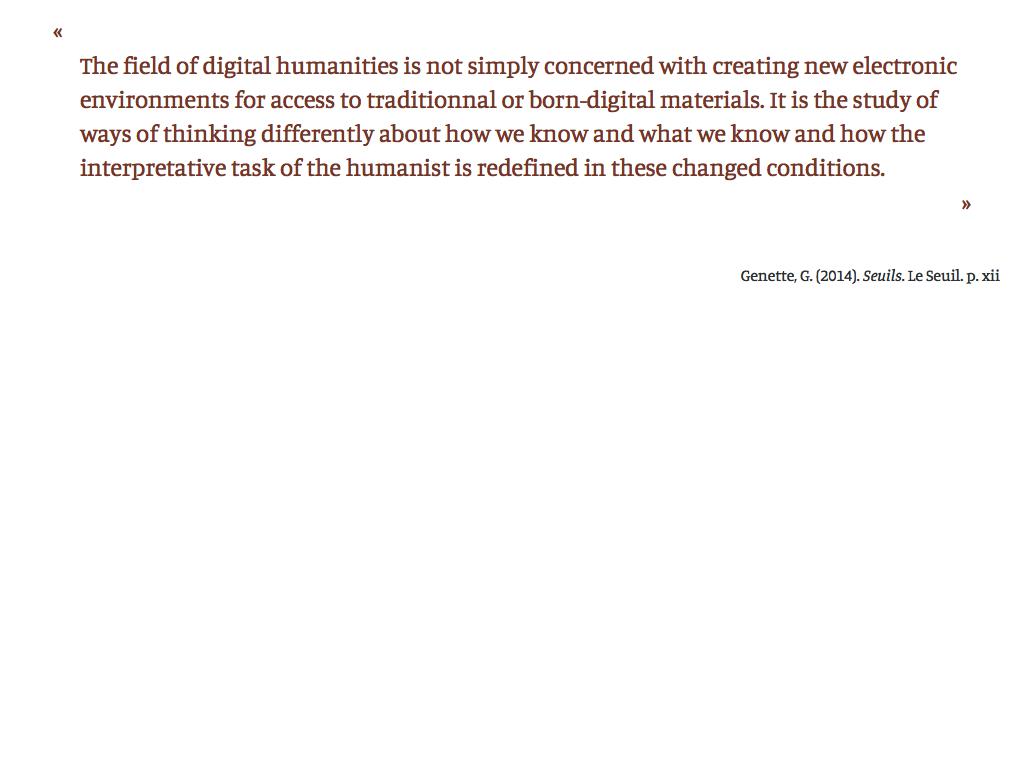 «
The field of digital humanities is not simply concerned with creating new electronic
environments for access to traditionnal or born-digital materials. It is the study of
ways of thinking differently about how we know and what we know and how the
interpretative task of the humanist is redefined in these changed conditions.
»
Genette, G. (2014). Seuils. Le Seuil. p. xii